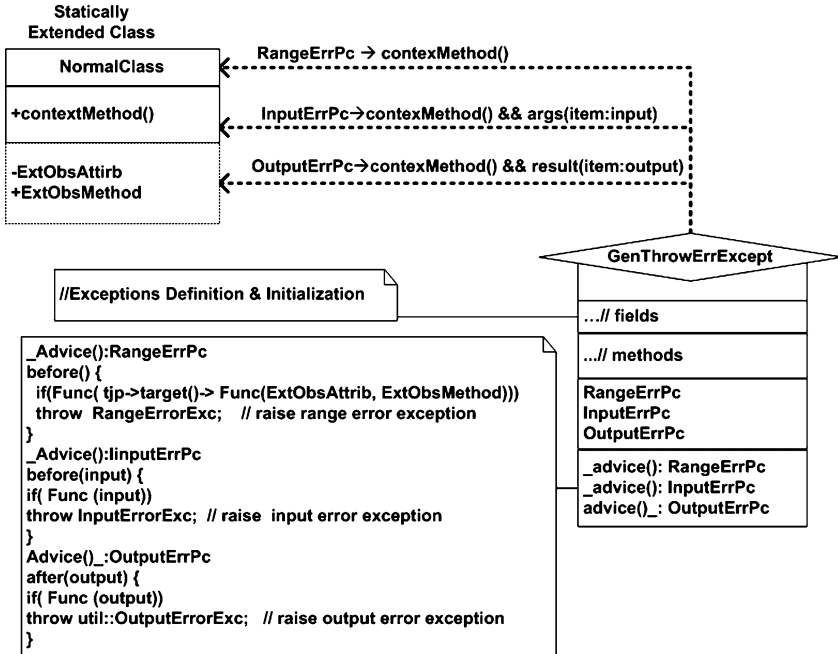 Statically
Extended Class
NormalClass
+contextMethod()
-ExtObsAttirb
+ExtObsMethod
RangeErrPc → contexMethod()
InputErrPc→contexMethod() && args(item:input)
OutputErrPc→contexMethod() && result(item:output)
GenThrowErrExcept
...// fields
...// methods
RangeErrPc
InputErrPc
OutputErrPc
_advice(): RangeErrPc
_advice(): InputErrPc
advice()_: OutputErrPc
//Exceptions Definition & Initialization
_Advice():RangeErrPc
before() {
if(Func( tjp->target()-> Func(ExtObsAttrib, ExtObsMethod)))
throw RangeErrorExc; // raise range error exception
}
_Advice():IinputErrPc
before(input) {
if( Func (input))
throw InputErrorExc; // raise input error exception
}
Advice()_:OutputErrPc
after(output) {
if( Func (output))
throw util::OutputErrorExc; // raise output error exception
}